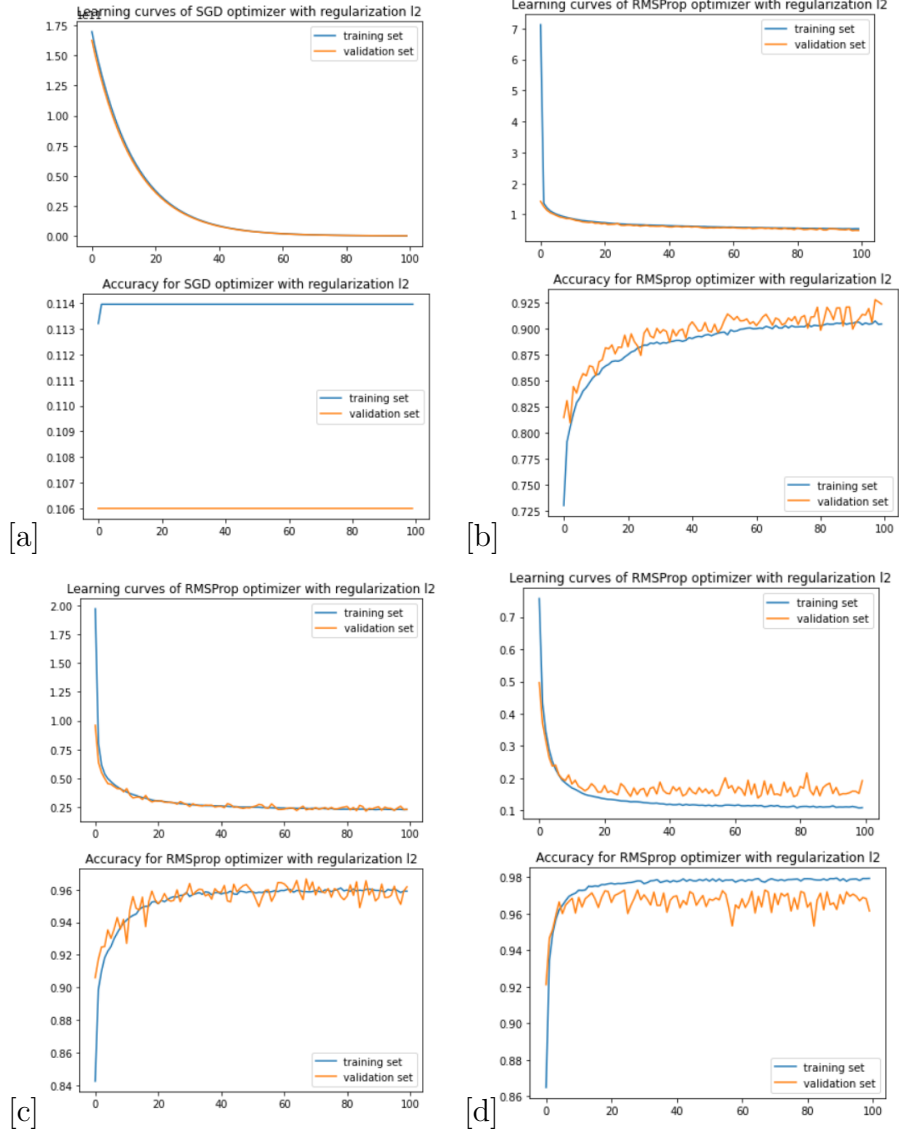 Learning curves of SGD optimizer with regularization l2
1e11
1.75
1.50
1.25
1.00
0.75
0.50
0.25
0.00
training set
validation set
0 20 40 60 80 100
Accuracy for SGD optimizer with regularization l2
0.114
0.113
0.112
0.111
0.110
0.109
0.108
0.107
0.106
training set
validation set
0 20 40 60 80 100
[a]
Learning curves of RMSProp optimizer with regularization l2
7
6
5
4
3
2
1
training set
validation set
0 20 40 60 80 100
Accuracy for RMSprop optimizer with regularization l2
0.925
0.900
0.875
0.850
0.825
0.800
0.775
0.750
0.725
training set
validation set
0 20 40 60 80 100
[b]
Learning curves of RMSProp optimizer with regularization l2
2.00
1.75
1.50
1.25
1.00
0.75
0.50
0.25
training set
validation set
0 20 40 60 80 100
Accuracy for RMSprop optimizer with regularization l2
0.96
0.94
0.92
0.90
0.88
0.86
0.84
training set
validation set
0 20 40 60 80 100
[c]
Learning curves of RMSProp optimizer with regularization l2
0.7
0.6
0.5
0.4
0.3
0.2
0.1
training set
validation set
0 20 40 60 80 100
Accuracy for RMSprop optimizer with regularization l2
0.98
0.96
0.94
0.92
0.90
0.88
0.86
training set
validation set
0 20 40 60 80 100
[d]